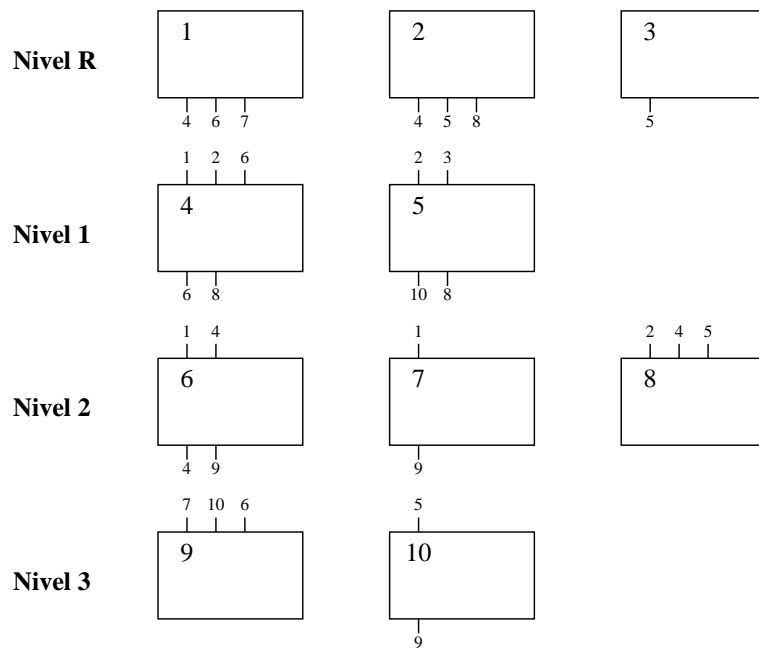 1 2 3
Nivel R
4 6 7 4 5 8 5
1 2 6 2 3
4 5
Nivel 1
6 8 10 8
1 4 1 2 4 5
6 7 8
Nivel 2
4 9 9
7 10 6 5
9 10
Nivel 3
9